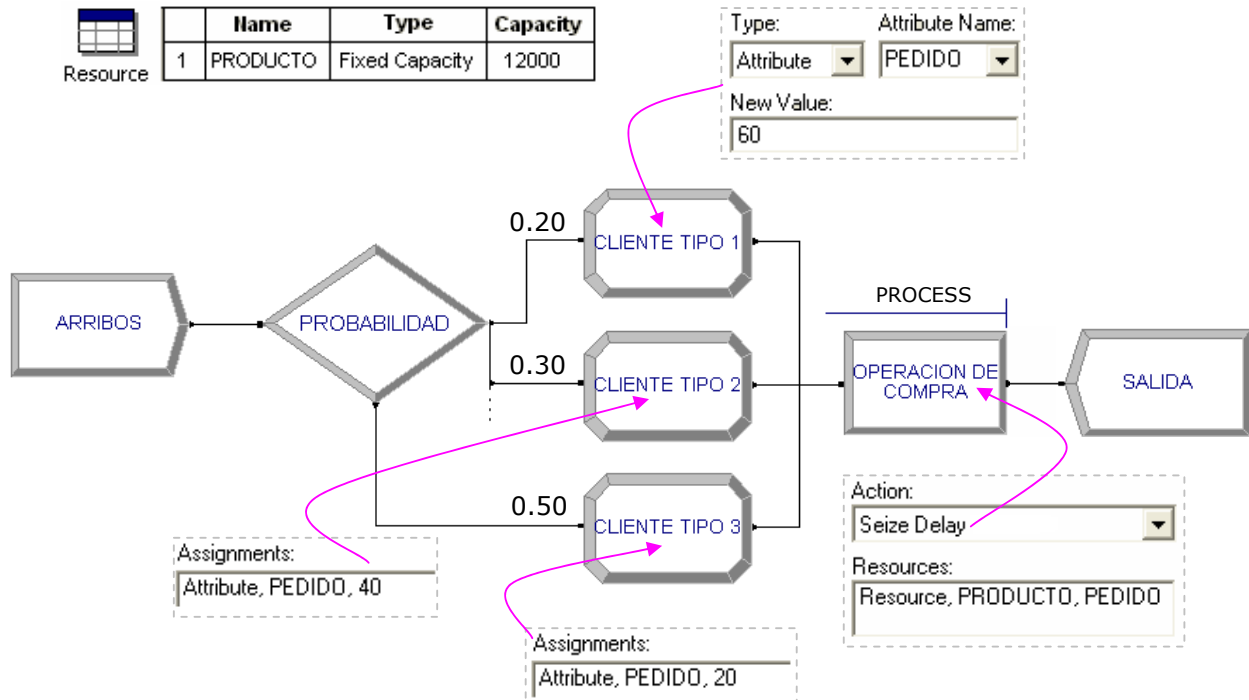 Name Type Capacity
1 PRODUCTO Fixed Capacity 12000
Resource
Type: Attribute Name:
Attribute PEDIDO
New Value:
60
0.20
CLIENTE TIPO 1
ARRIBOS
PROBABILIDAD
0.30
CLIENTE TIPO 2
PROCESS
OPERACION DE
COMPRA
SALIDA
0.50
CLIENTE TIPO 3
Assignments:
Attribute, PEDIDO, 40
Assignments:
Attribute, PEDIDO, 20
Action:
Seize Delay
Resources:
Resource, PRODUCTO, PEDIDO